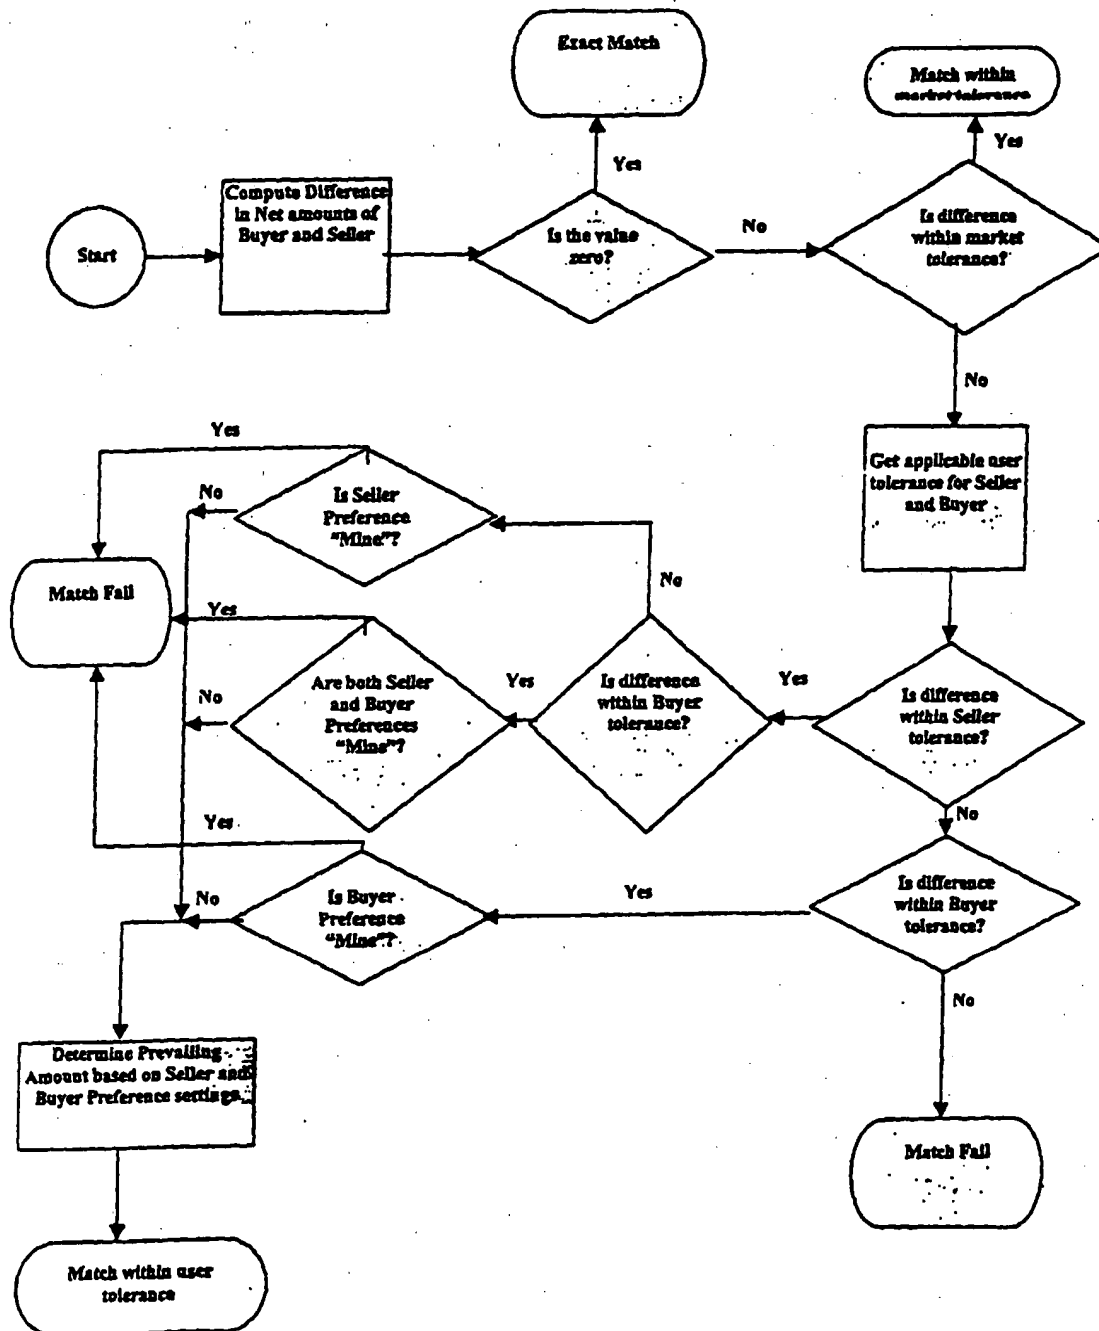 Exact Match
Match within
market tolerance
Yes
Yes
Compute Difference
in Net amounts of
Buyer and Seller
Start
Is the value
zero?
No
Is difference
within market
tolerance?
No
Yes
Get applicable user
tolerance for Seller
and Buyer
No
Is Seller
Preference
“Mine”?
No
Match Fail
Yes
Are both Seller
and Buyer
Preferences
“Mine”?
No
Yes
Is difference
within Buyer
tolerance?
Yes
Is difference
within Seller
tolerance?
No
Yes
Is Buyer
Preference
“Mine”?
No
Yes
Is difference
within Buyer
tolerance?
No
Determine Prevailing
Amount based on Seller and
Buyer Preference settings
Match Fail
Match within user
tolerance